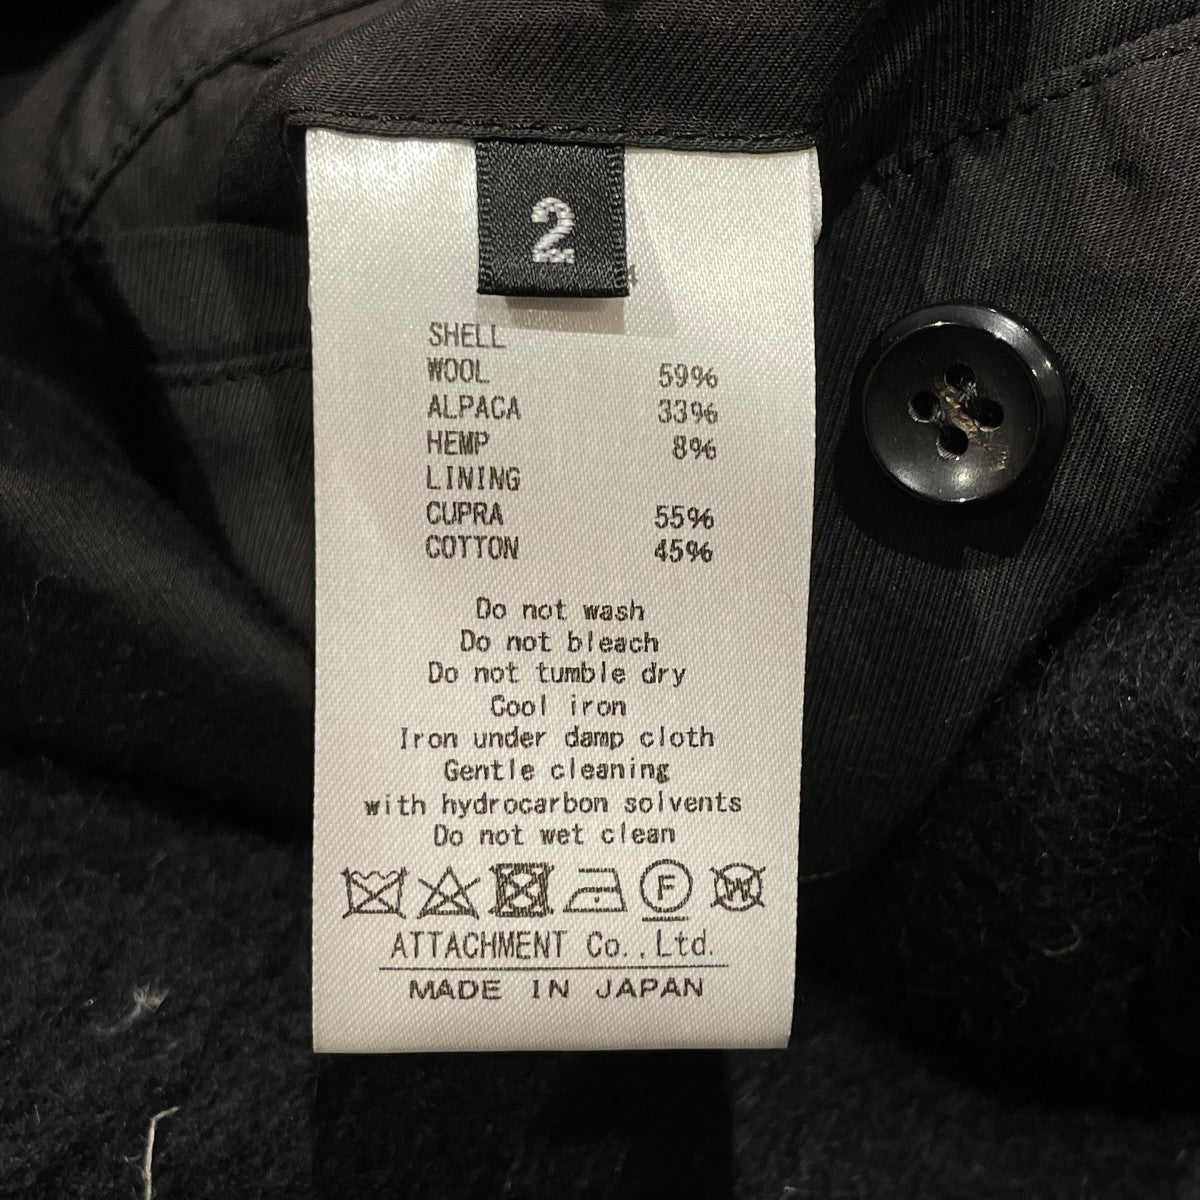 2
4
SHELL
WOOL 59%
ALPACA 33%
HEMP 8%
LINING
CUPRA 55%
COTTON 45%
Do not wash
Do not bleach
Do not tumble dry
Cool iron
Iron under damp cloth
Gentle cleaning
with hydrocarbon solvents
Do not wet clean
F W
ATTACHMENT Co.,Ltd.
MADE IN JAPAN